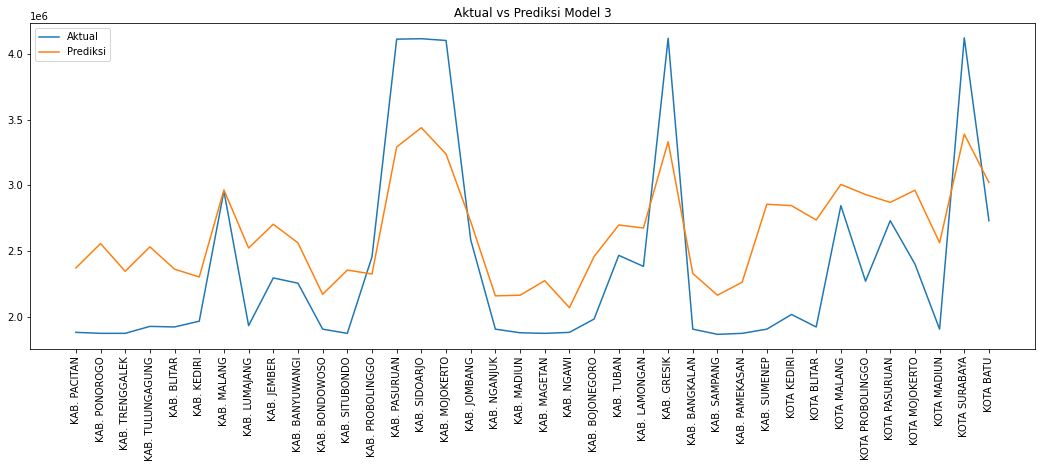 Aktual vs Prediksi Model 3
1e6
Aktual
Prediksi
4.0
3.5
3.0
2.5
2.0
KAB. PACITAN
KAB. PONOROGO
KAB. TRENGGALEK
KAB. TULUNGAGUNG
KAB. BLITAR
KAB. KEDIRI
KAB. MALANG
KAB. LUMAJANG
KAB. JEMBER
KAB. BANYUWANGI
KAB. BONDOWOSO
KAB. SITUBONDO
KAB. PROBOLINGGO
KAB. PASURUAN
KAB. SIDOARJO
KAB. MOJOKERTO
KAB. JOMBANG
KAB. NGANJUK
KAB. MADIUN
KAB. MAGETAN
KAB. NGAWI
KAB. BOJONEGORO
KAB. TUBAN
KAB. LAMONGAN
KAB. GRESIK
KAB. BANGKALAN
KAB. SAMPANG
KAB. PAMEKASAN
KAB. SUMENEP
KOTA KEDIRI
KOTA BLITAR
KOTA MALANG
KOTA PROBOLINGGO
KOTA PASURUAN
KOTA MOJOKERTO
KOTA MADIUN
KOTA SURABAYA
KOTA BATU